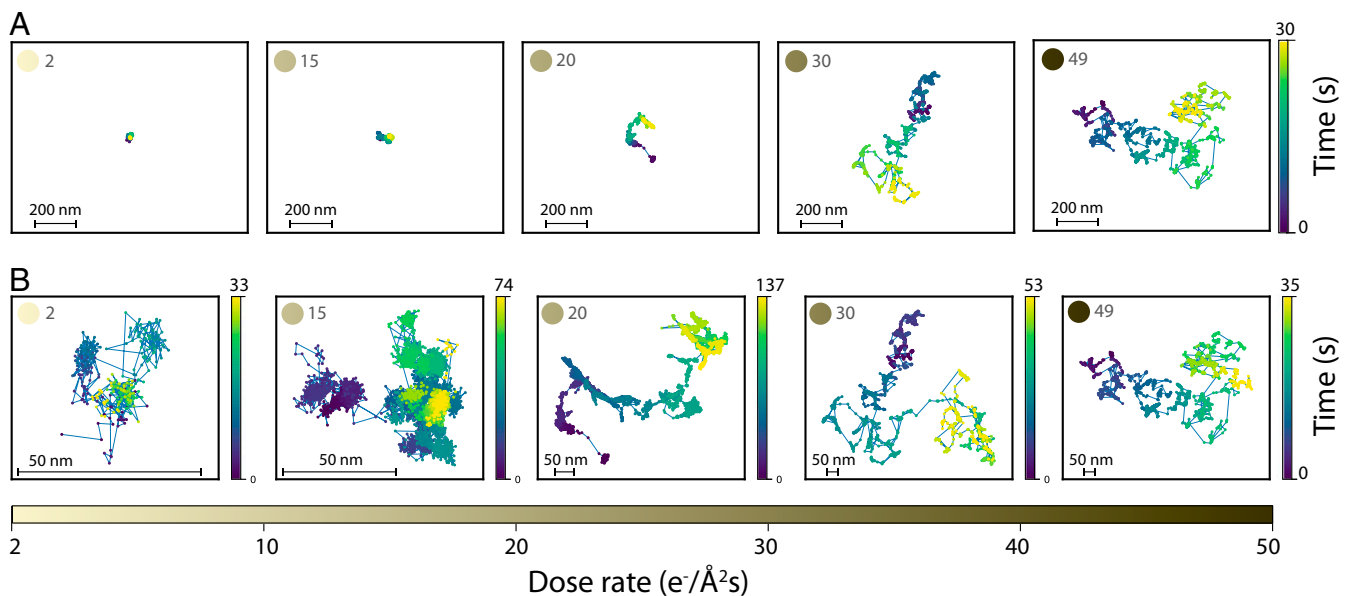 A
2 15 20 30 49
200 nm 200 nm 200 nm 200 nm 200 nm
30
0
Time (s)
B
33 74 137 53 35
2 15 20 30 49
50 nm 50 nm 50 nm 50 nm 50 nm
0 0 0 0 0
Time (s)
2 10 20 30 40 50
Dose rate (e⁻/Å²s)